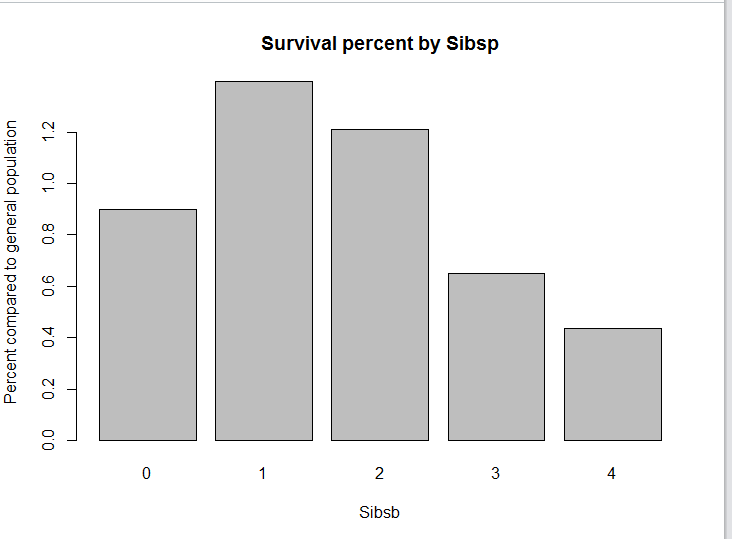 Survival percent by Sibsp
Percent compared to general population
1.2
1.0
0.8
0.6
0.4
0.2
0.0
0 1 2 3 4
Sibsb